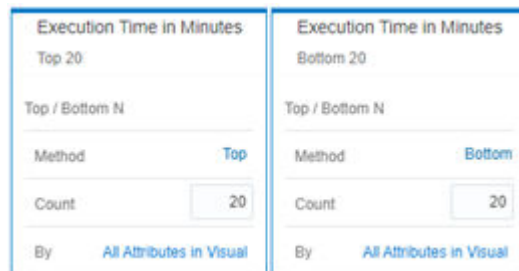 Execution Time in Minutes
Top 20
Top / Bottom N
Method Top
Count 20
By All Attributes in Visual
Execution Time in Minutes
Bottom 20
Top / Bottom N
Method Bottom
Count 20
By All Attributes in Visual